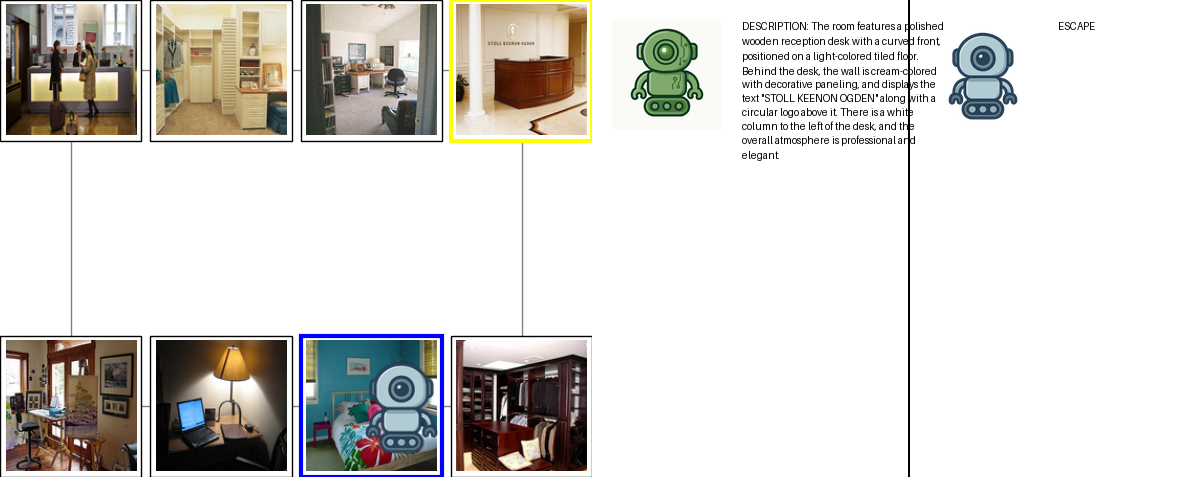 STOLL KEENON OGDEN
DESCRIPTION: The room features a polished
wooden reception desk with a curved front,
positioned on a light-colored tiled floor.
Behind the desk, the wall is cream-colored
with decorative paneling, and displays the
text "STOLL KEENON OGDEN" along with a
circular logo above it. There is a white
column to the left of the desk, and the
overall atmosphere is professional and
elegant.
ESCAPE